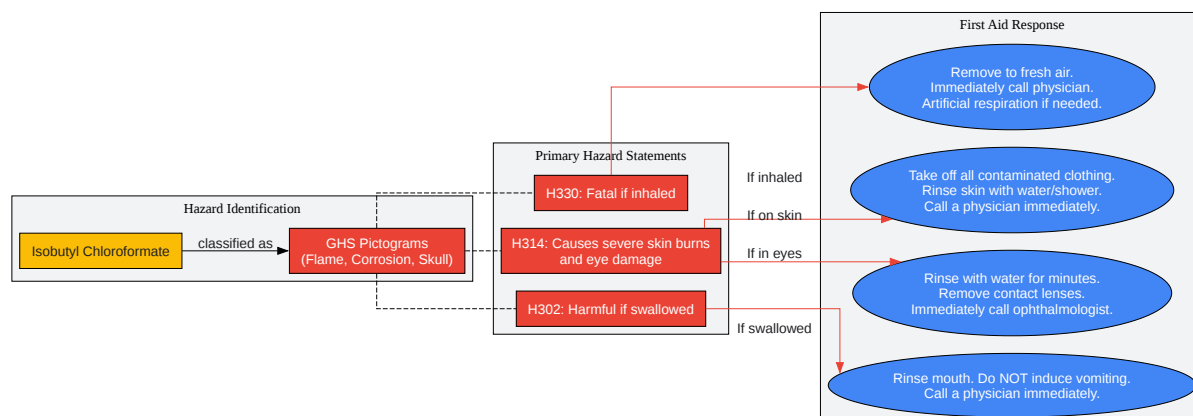 Hazard Identification
Isobutyl Chloroformate
classified as
GHS Pictograms
(Flame, Corrosion, Skull)
Primary Hazard Statements
H330: Fatal if inhaled
H314: Causes severe skin burns
and eye damage
H302: Harmful if swallowed
If inhaled
If on skin
If in eyes
If swallowed
First Aid Response
Remove to fresh air.
Immediately call physician.
Artificial respiration if needed.
Take off all contaminated clothing.
Rinse skin with water/shower.
Call a physician immediately.
Rinse with water for minutes.
Remove contact lenses.
Immediately call ophthalmologist.
Rinse mouth. Do NOT induce vomiting.
Call a physician immediately.